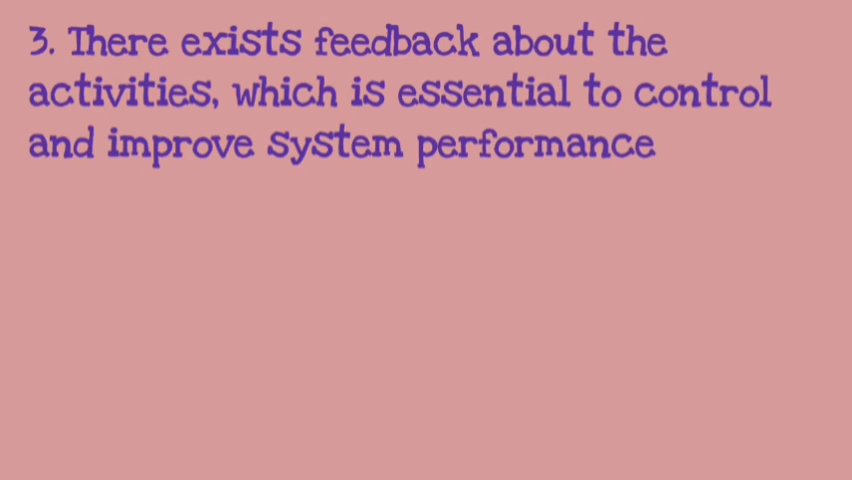 3. There exists feedback about the
activities, which is essential to control
and improve system performance